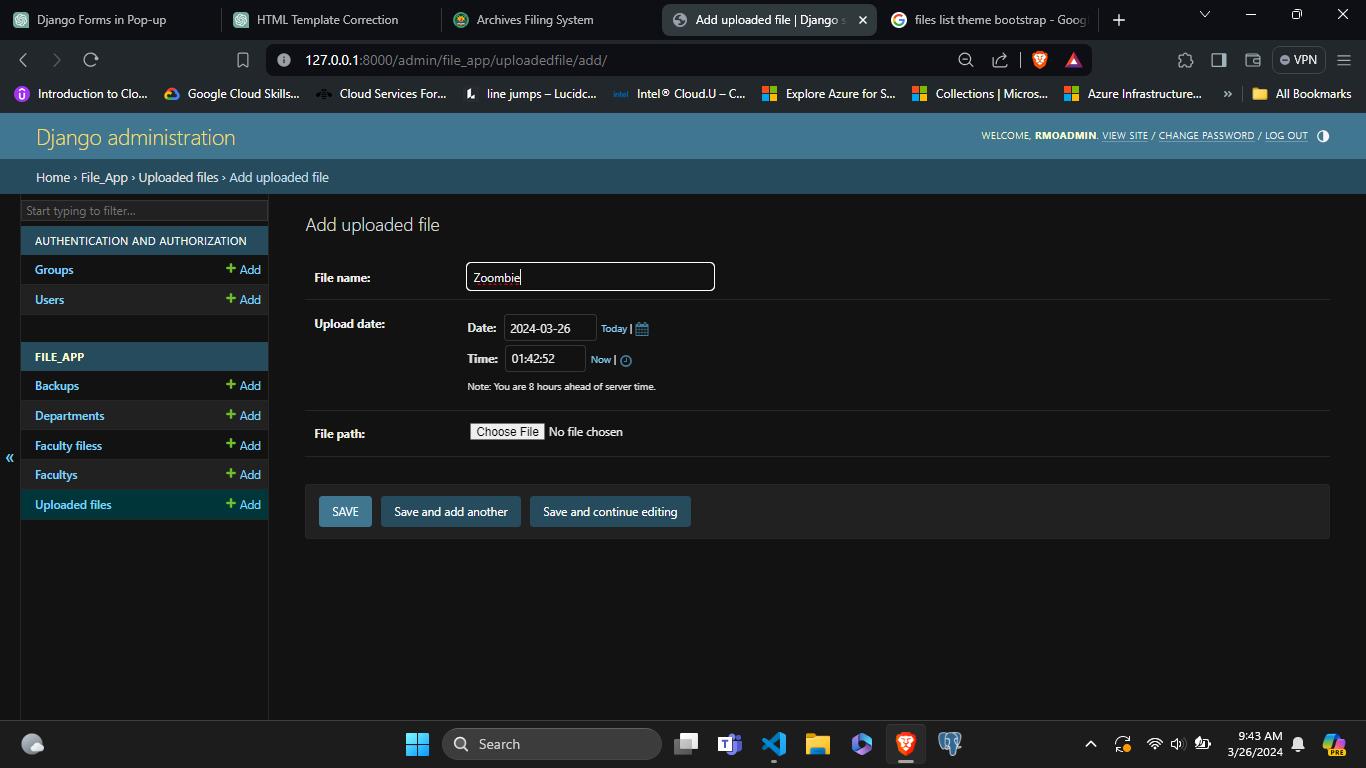 Django Forms in Pop-up
HTML Template Correction
Archives Filing System
Add uploaded file | Django s
files list theme bootstrap - Goog
127.0.0.1:8000/admin/file_app/uploadedfile/add/
VPN
Introduction to Clo...
Google Cloud Skills...
Cloud Services For...
line jumps – Lucidc...
intel
Intel® Cloud.U – C...
Explore Azure for S...
Collections | Micros...
Azure Infrastructure...
»
All Bookmarks
Django administration
WELCOME, RMOADMIN. VIEW SITE / CHANGE PASSWORD / LOG OUT
Home › File_App › Uploaded files › Add uploaded file
Start typing to filter...
AUTHENTICATION AND AUTHORIZATION
Groups + Add
Users + Add
FILE_APP
Backups + Add
Departments + Add
Faculty filess + Add
Facultys + Add
Uploaded files + Add
«
Add uploaded file
File name: Zoombie
Upload date: Date: 2024-03-26 Today |
Time: 01:42:52 Now |
Note: You are 8 hours ahead of server time.
File path: Choose File No file chosen
SAVE Save and add another Save and continue editing
Search
9:43 AM
3/26/2024
PRE